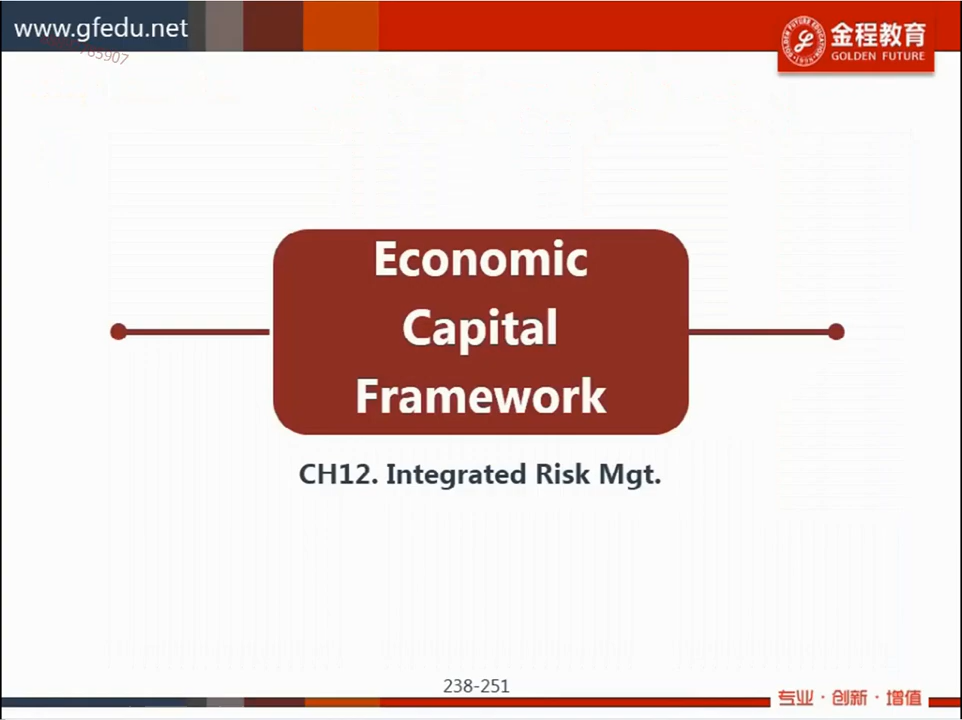 www.gfedu.net
765907
金程教育
GOLDEN FUTURE
Economic
Capital
Framework
CH12. Integrated Risk Mgt.
238-251
专业·创新·增值